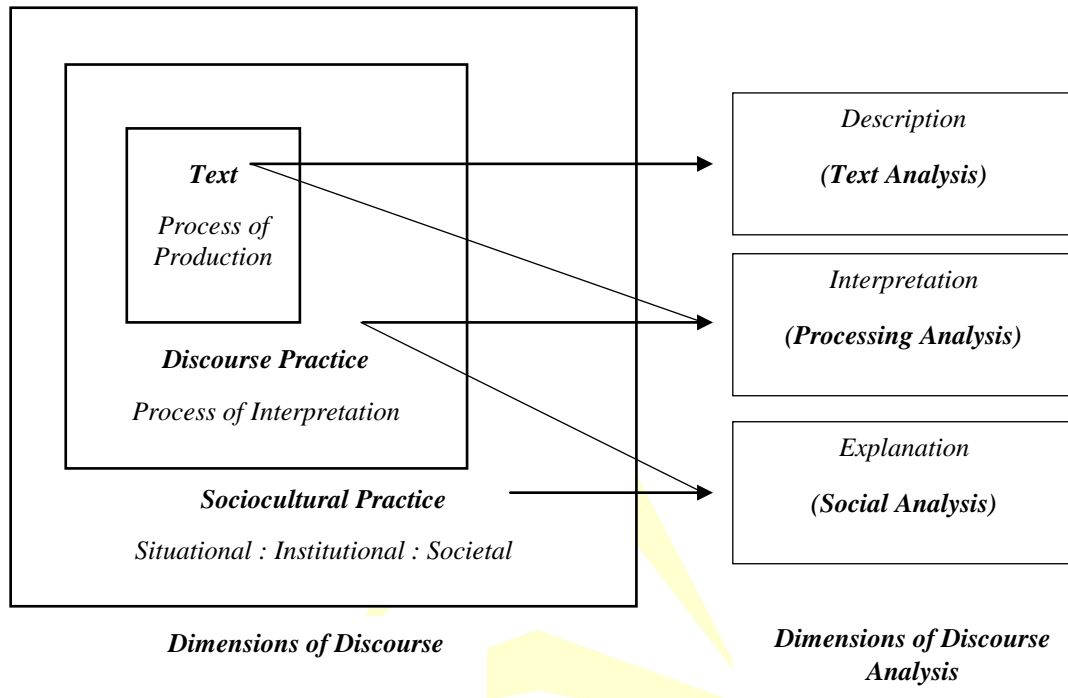 Text
Process of
Production
Discourse Practice
Process of Interpretation
Sociocultural Practice
Situational : Institutional : Societal
Dimensions of Discourse
Description
(Text Analysis)
Interpretation
(Processing Analysis)
Explanation
(Social Analysis)
Dimensions of Discourse
Analysis